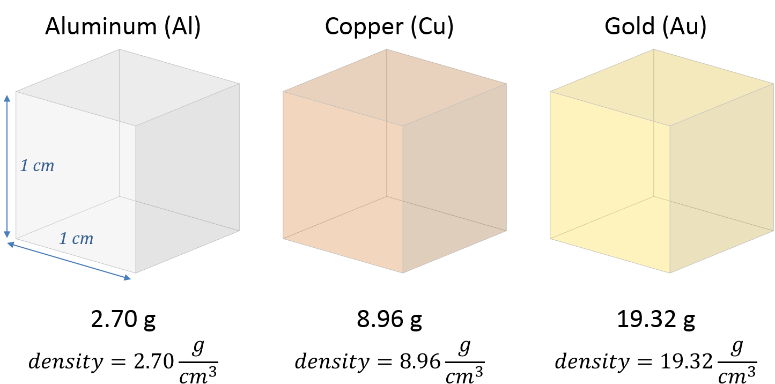 Aluminum (Al)
Copper (Cu)
Gold (Au)
1 cm
1 cm
2.70 g
8.96 g
19.32 g
density = 2.70 g/cm³
density = 8.96 g/cm³
density = 19.32 g/cm³